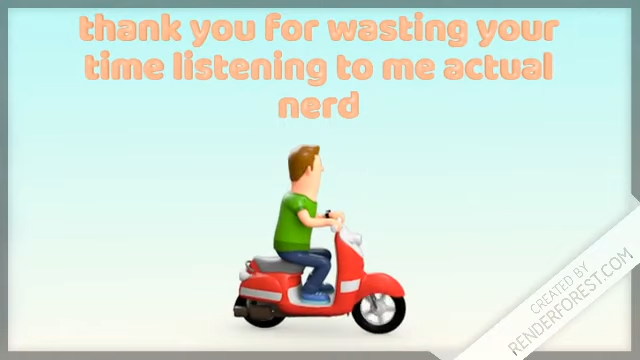 thank you for wasting your
time listening to me actual
nerd
CREATED BY
RENDERFOREST.COM